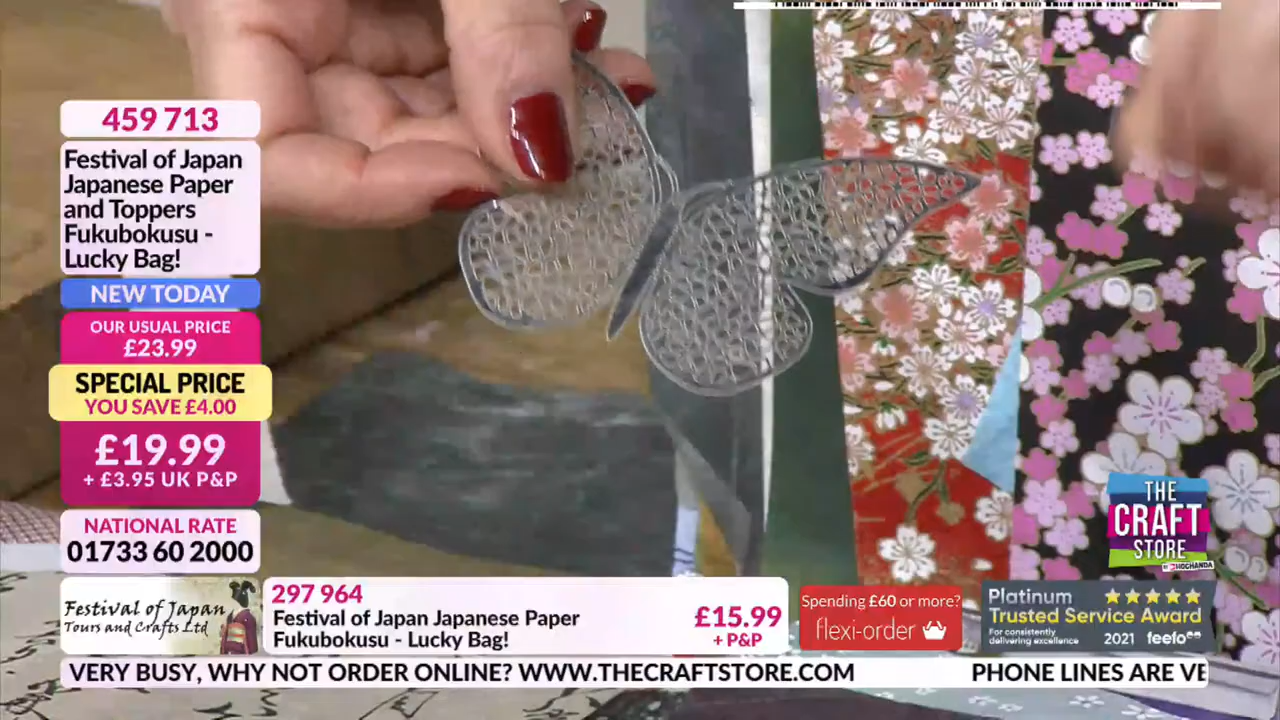 459 713
Festival of Japan
Japanese Paper
and Toppers
Fukubokusu -
Lucky Bag!
NEW TODAY
OUR USUAL PRICE
£23.99
SPECIAL PRICE
YOU SAVE £4.00
£19.99
+ £3.95 UK P&P
NATIONAL RATE
01733 60 2000
Festival of Japan
Tours and Crafts Ltd
297 964
Festival of Japan Japanese Paper
Fukubokusu - Lucky Bag!
£15.99
+ P&P
Spending £60 or more?
flexi-order
THE
CRAFT
STORE
BY HOCHANDA
Platinum
Trusted Service Award
For consistently
delivering excellence
2021 feefo
VERY BUSY, WHY NOT ORDER ONLINE? WWW.THECRAFTSTORE.COM
PHONE LINES ARE VE